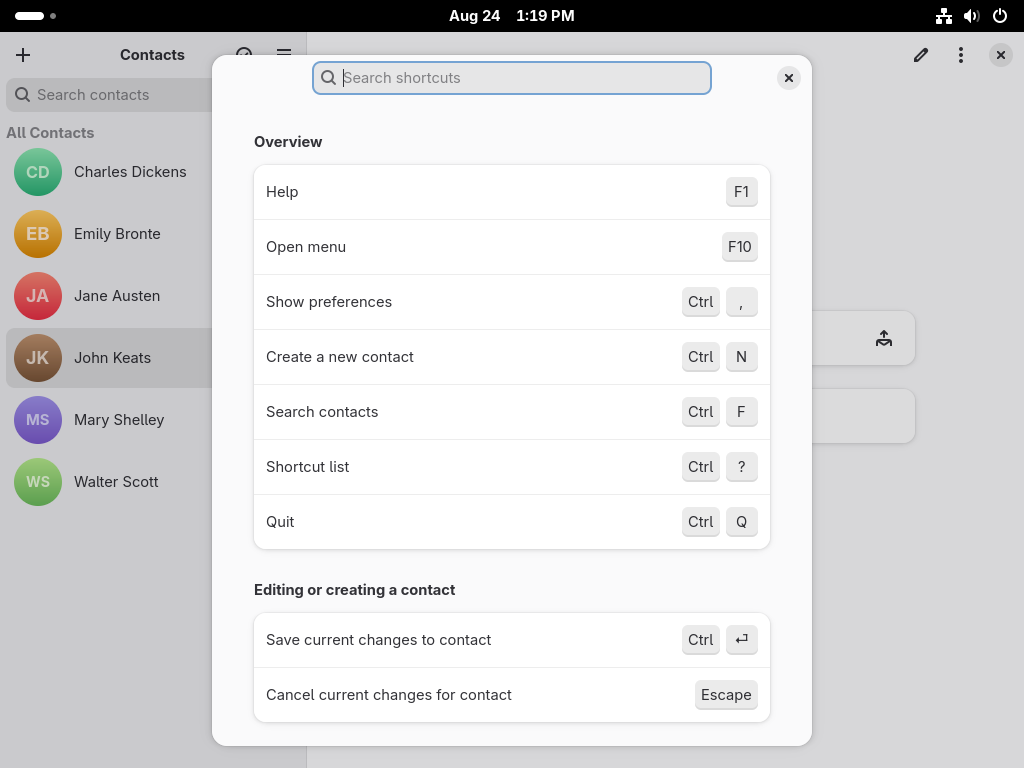 Aug 24 1:19 PM
Contacts
Search contacts
All Contacts
CD Charles Dickens
EB Emily Bronte
JA Jane Austen
JK John Keats
MS Mary Shelley
WS Walter Scott
Search shortcuts
Overview
Help F1
Open menu F10
Show preferences Ctrl ,
Create a new contact Ctrl N
Search contacts Ctrl F
Shortcut list Ctrl ?
Quit Ctrl Q
Editing or creating a contact
Save current changes to contact Ctrl ⏎
Cancel current changes for contact Escape